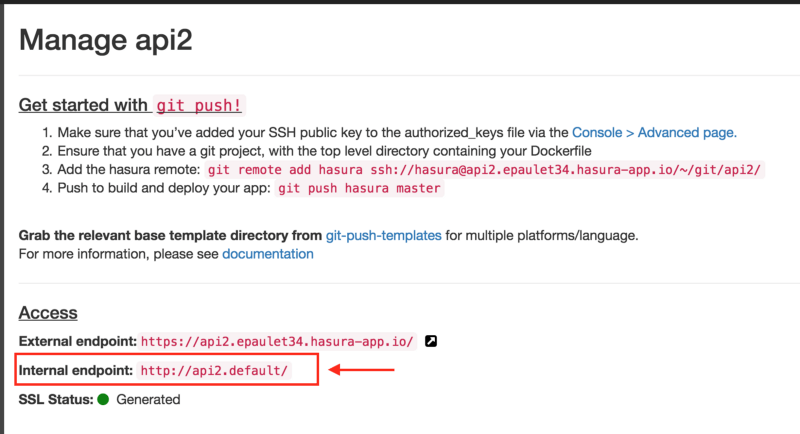 Manage api2
Get started with git push!
1. Make sure that you've added your SSH public key to the authorized_keys file via the Console > Advanced page.
2. Ensure that you have a git project, with the top level directory containing your Dockerfile
3. Add the hasura remote: git remote add hasura ssh://hasura@api2.epaulet34.hasura-app.io/~/git/api2/
4. Push to build and deploy your app: git push hasura master
Grab the relevant base template directory from git-push-templates for multiple platforms/language.
For more information, please see documentation
Access
External endpoint: https://api2.epaulet34.hasura-app.io/
Internal endpoint: http://api2.default/
SSL Status: Generated